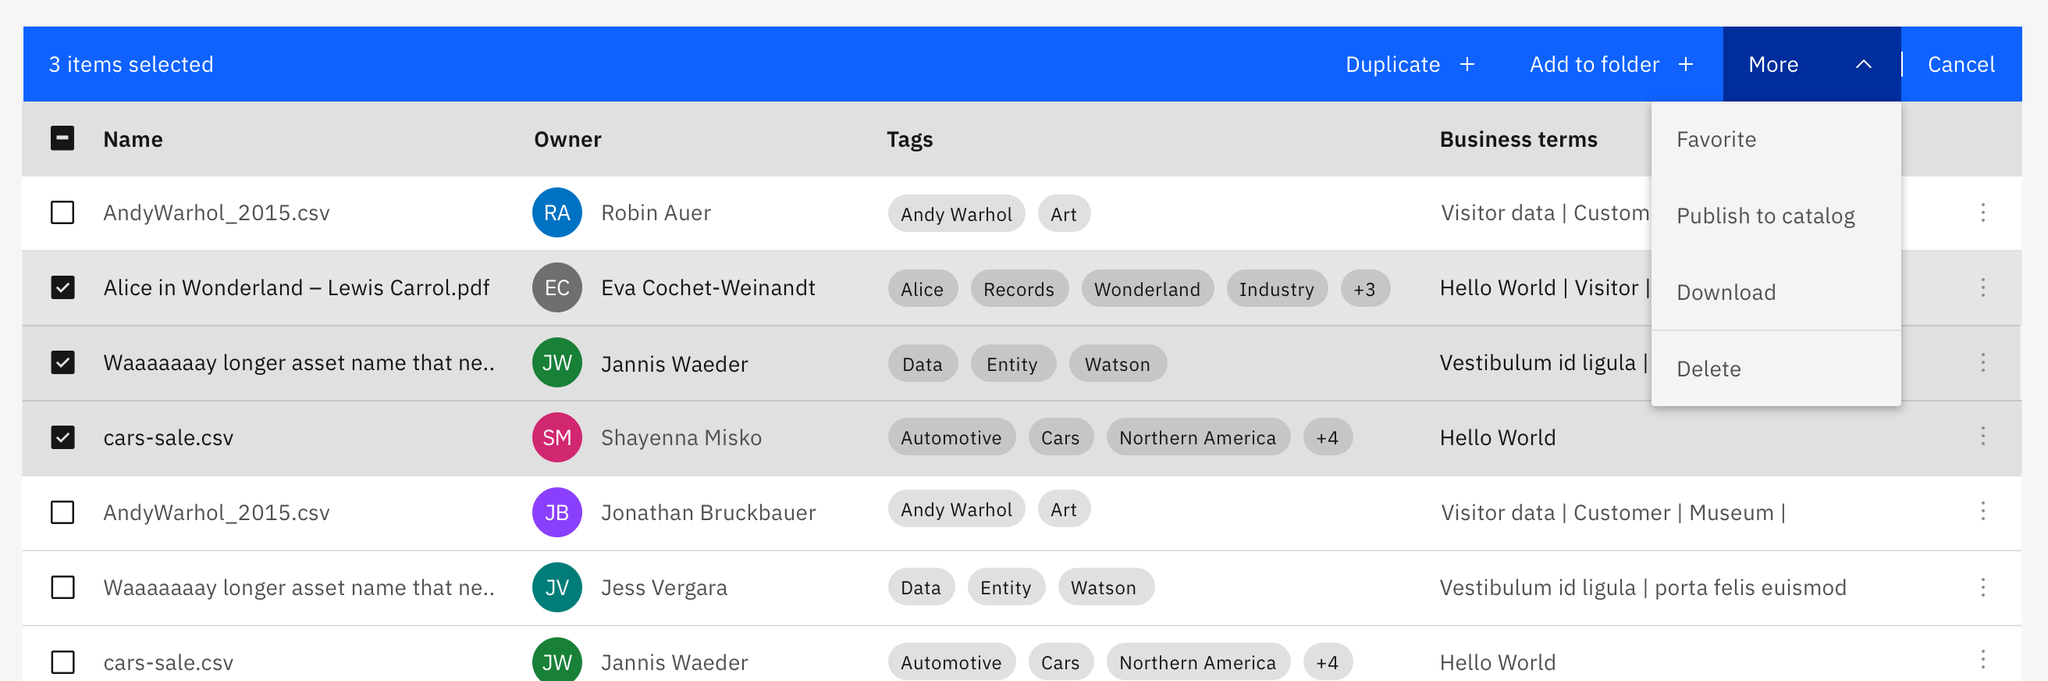 3 items selected Duplicate + Add to folder + More Cancel
Name Owner Tags Business terms
Favorite
AndyWarhol_2015.csv RA Robin Auer Andy Warhol Art Visitor data | Custom
Publish to catalog
Alice in Wonderland – Lewis Carrol.pdf EC Eva Cochet-Weinandt Alice Records Wonderland Industry +3 Hello World | Visitor |
Download
Waaaaaaay longer asset name that ne.. JW Jannis Waeder Data Entity Watson Vestibulum id ligula |
Delete
cars-sale.csv SM Shayenna Misko Automotive Cars Northern America +4 Hello World
AndyWarhol_2015.csv JB Jonathan Bruckbauer Andy Warhol Art Visitor data | Customer | Museum |
Waaaaaaay longer asset name that ne.. JV Jess Vergara Data Entity Watson Vestibulum id ligula | porta felis euismod
cars-sale.csv JW Jannis Waeder Automotive Cars Northern America +4 Hello World